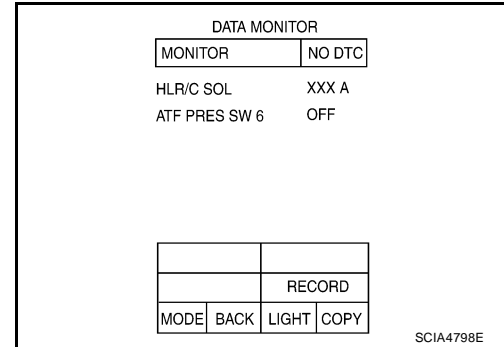 DATA MONITOR
MONITOR NO DTC
HLR/C SOL XXX A
ATF PRES SW 6 OFF
RECORD
MODE BACK LIGHT COPY
SCIA4798E